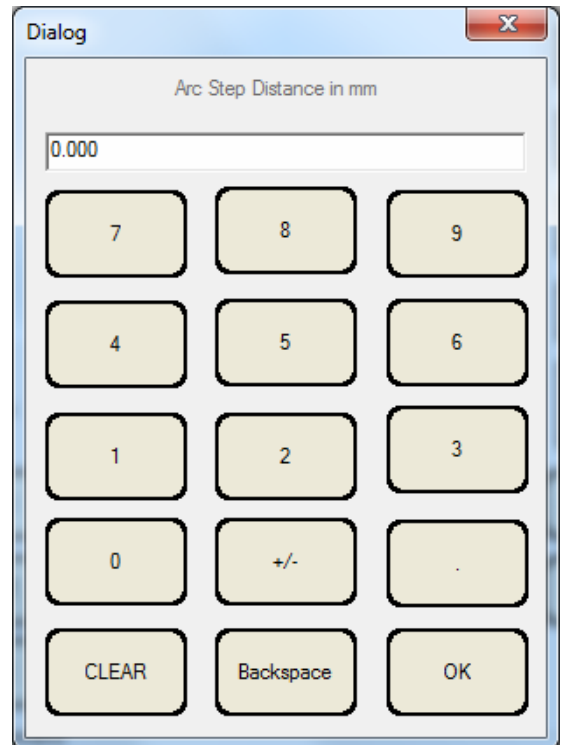 Dialog
Arc Step Distance in mm
0.000
7 8 9
4 5 6
1 2 3
0 +/- .
CLEAR Backspace OK